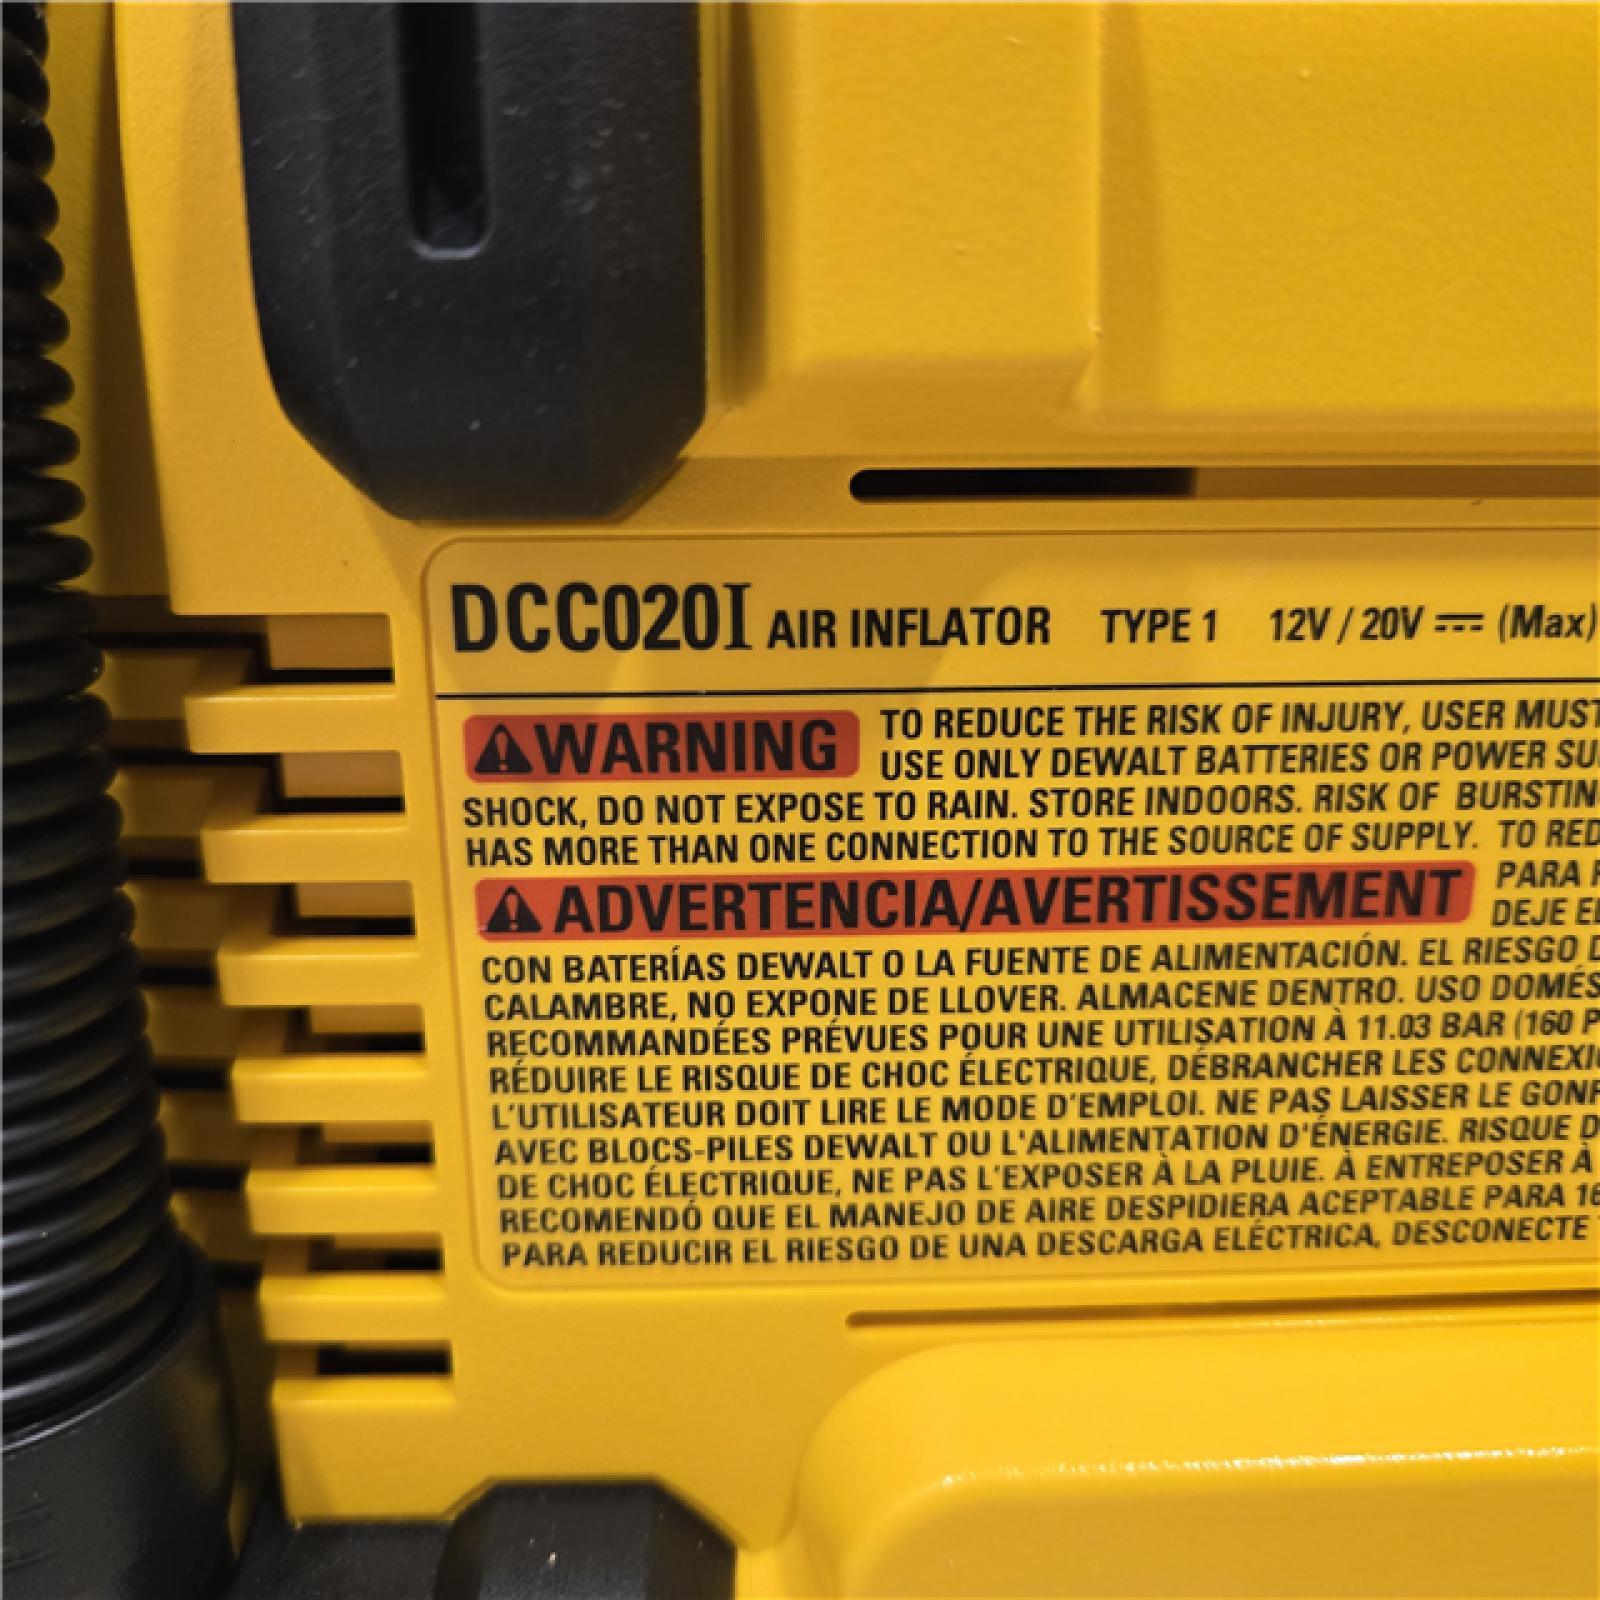 DCC020I AIR INFLATOR TYPE 1 12V / 20V (Max)
WARNING TO REDUCE THE RISK OF INJURY, USER MUST
USE ONLY DEWALT BATTERIES OR POWER
SHOCK, DO NOT EXPOSE TO RAIN. STORE INDOORS. RISK OF
HAS MORE THAN ONE CONNECTION TO THE SOURCE OF SUPPLY. TO
ADVERTENCIA/AVERTISSEMENT PARA
DEJE
CON BATERÍAS DEWALT O LA FUENTE DE ALIMENTACIÓN. EL RIESGO
CALAMBRE, NO EXPONE DE LLOVER. ALMACENE DENTRO. USO
RECOMMANDÉES PRÉVUES POUR UNE UTILISATION À 11.03 BAR (160
RÉDUIRE LE RISQUE DE CHOC ÉLECTRIQUE, DÉBRANCHER LES
L'UTILISATEUR DOIT LIRE LE MODE D'EMPLOI. NE PAS LAISSER LE
AVEC BLOCS-PILES DEWALT OU L'ALIMENTATION D'ÉNERGIE. RISQUE
DE CHOC ÉLECTRIQUE, NE PAS L'EXPOSER À LA PLUIE. À ENTREPOSER À
RECOMENDÓ QUE EL MANEJO DE AIRE DESPIDIERA ACEPTABLE PARA
PARA REDUCIR EL RIESGO DE UNA DESCARGA ELÉCTRICA, DESCONECTE